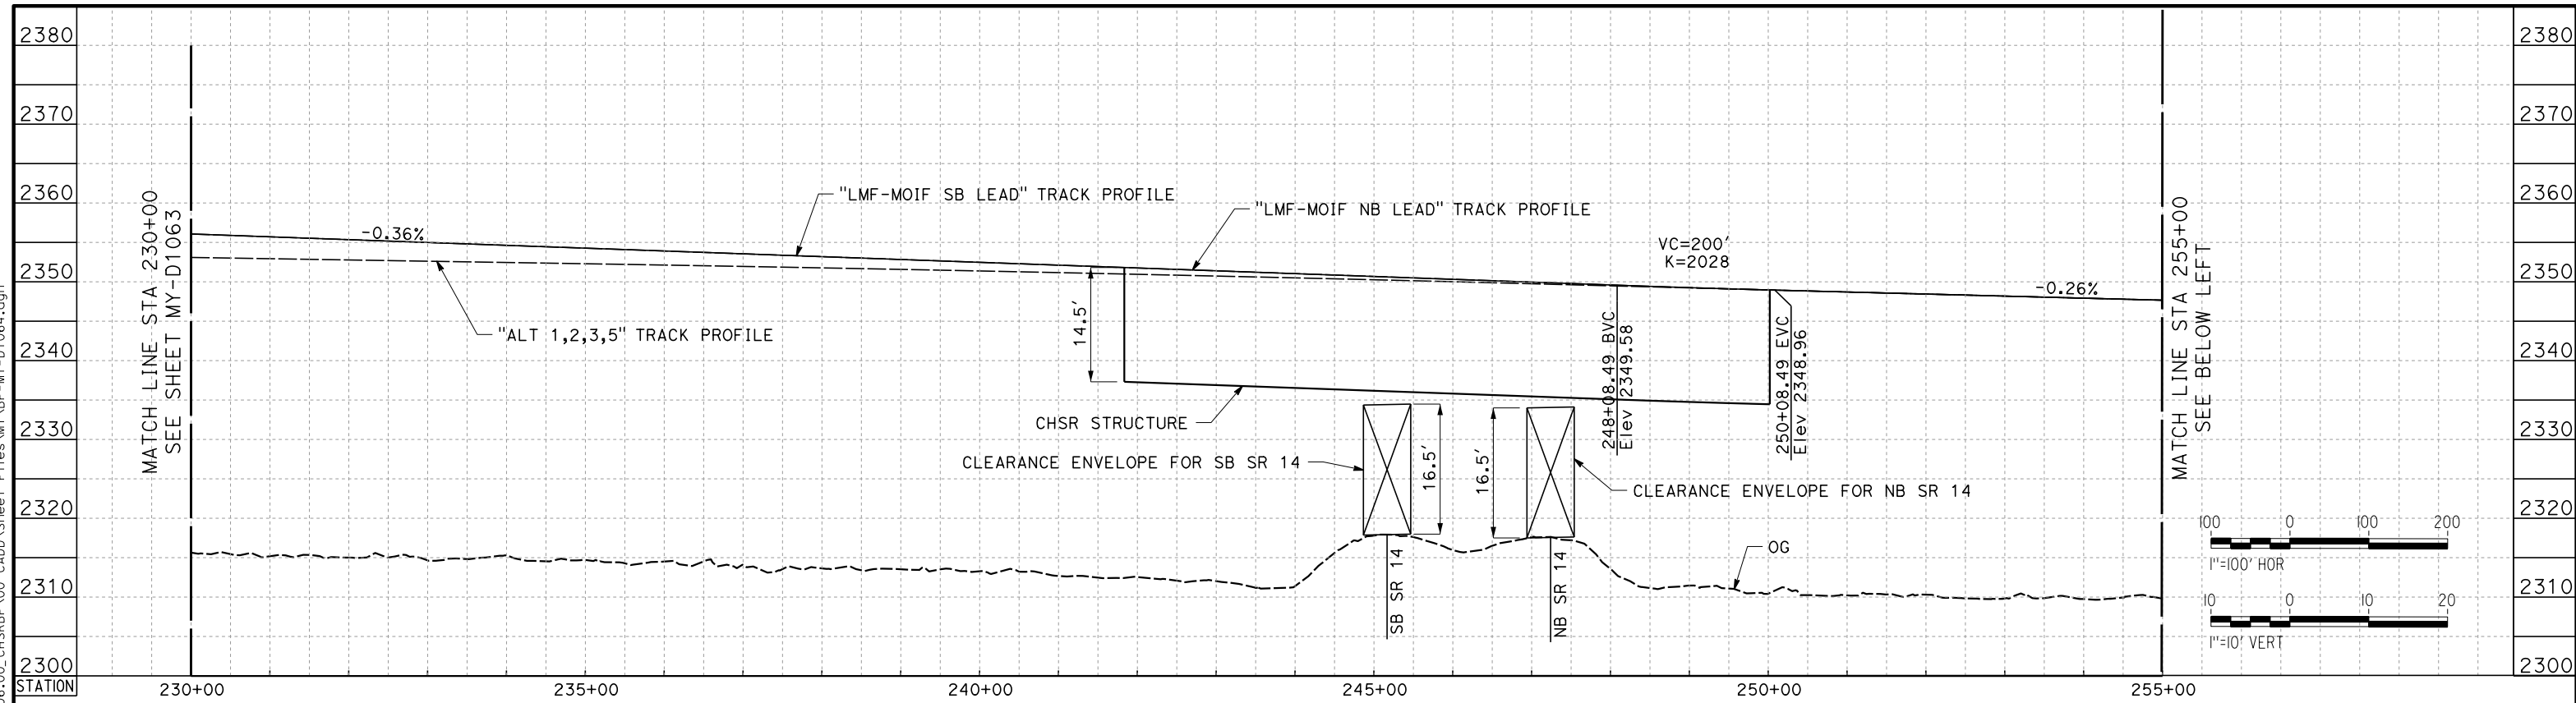 2380
2370
2360
2350
2340
2330
2320
2310
2300
STATION
MATCH LINE STA 230+00
SEE SHEET MY-D1063
-0.36%
"LMF-MOIF SB LEAD" TRACK PROFILE
"LMF-MOIF NB LEAD" TRACK PROFILE
"ALT 1,2,3,5" TRACK PROFILE
14.5'
CHSR STRUCTURE
CLEARANCE ENVELOPE FOR SB SR 14
16.5'
16.5'
CLEARANCE ENVELOPE FOR NB SR 14
VC=200'
K=2028
248+08.49 BVC
Elev 2349.58
250+08.49 EVC
Elev 2348.96
-0.26%
SB SR 14
NB SR 14
OG
MATCH LINE STA 255+00
SEE BELOW LEFT
100 0 100 200
1"=100' HOR
10 0 10 20
1"=10' VERT
2380
2370
2360
2350
2340
2330
2320
2310
2300
230+00 235+00 240+00 245+00 250+00 255+00